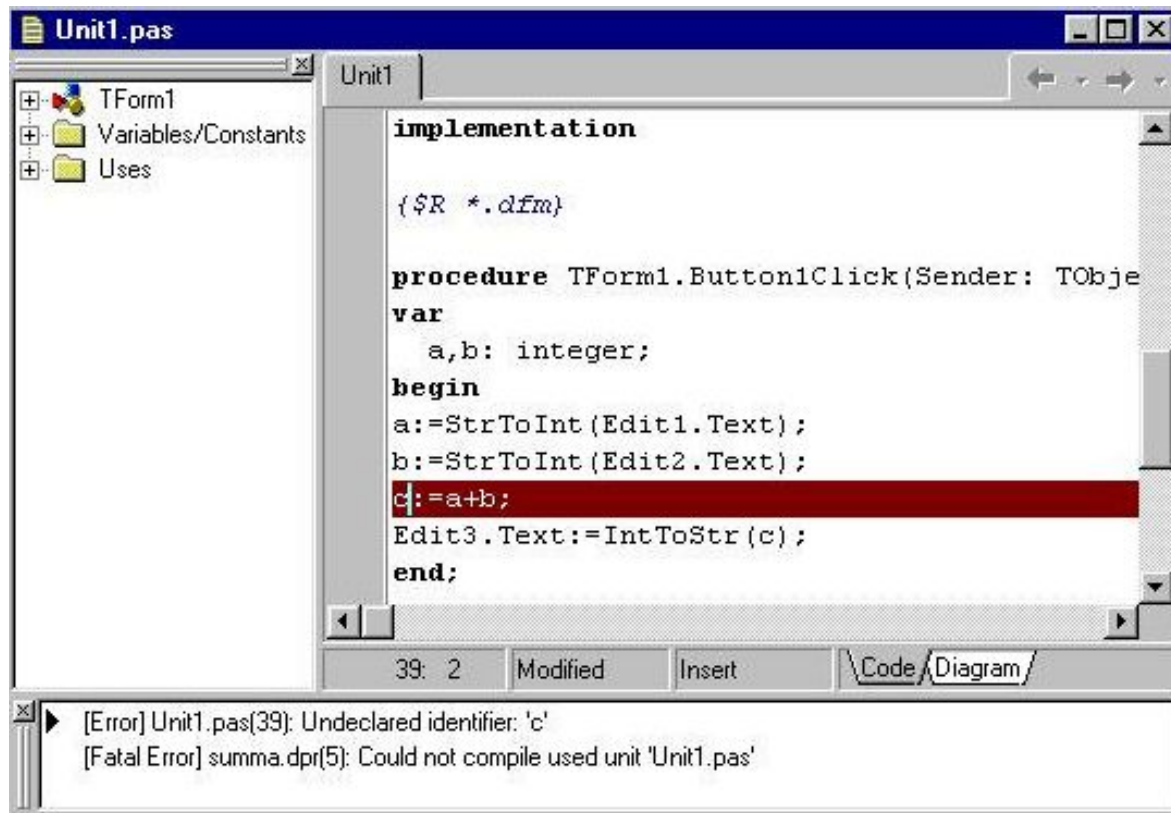 Unit1.pas
TForm1
Variables/Constants
Uses
Unit1
implementation
{$R *.dfm}
procedure TForm1.Button1Click(Sender: TObje
var
a,b: integer;
begin
a:=StrToInt(Edit1.Text);
b:=StrToInt(Edit2.Text);
c:=a+b;
Edit3.Text:=IntToStr(c);
end;
39: 2 Modified Insert Code Diagram
[Error] Unit1.pas(39): Undeclared identifier: 'c'
[Fatal Error] summa.dpr(5): Could not compile used unit 'Unit1.pas'